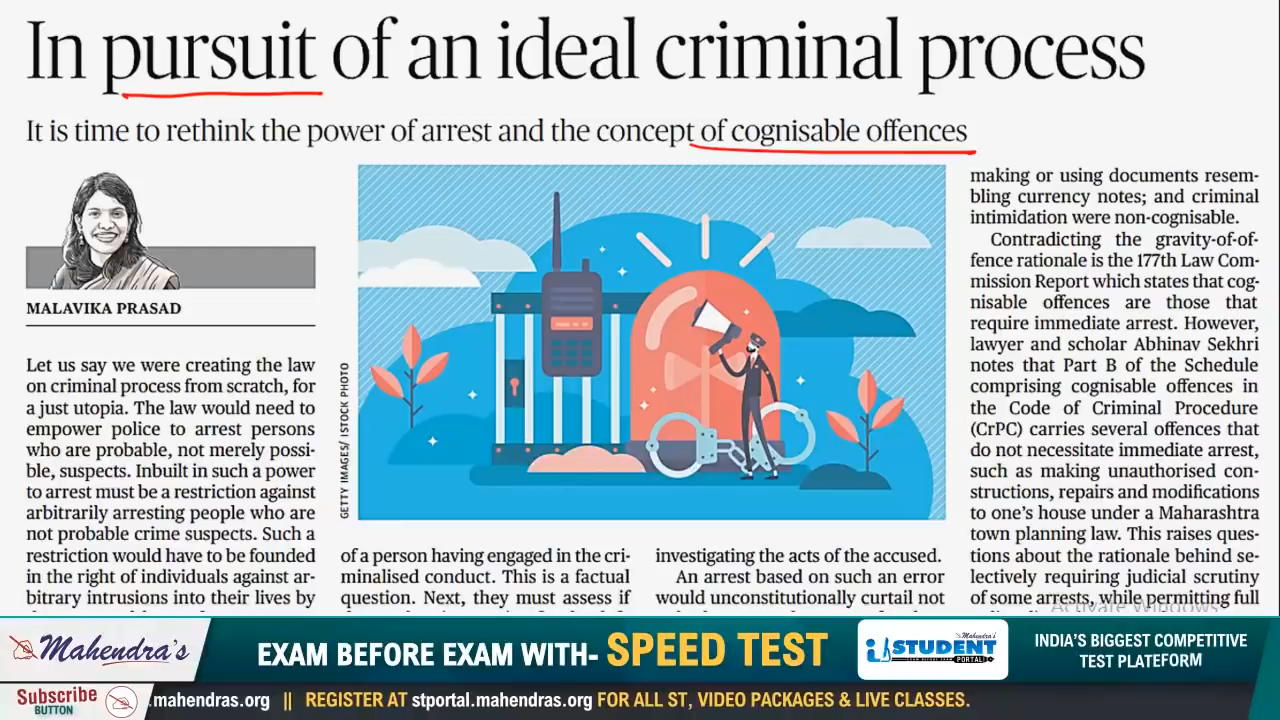 In pursuit of an ideal criminal process
It is time to rethink the power of arrest and the concept of cognisable offences
MALAVIKA PRASAD
Let us say we were creating the law
on criminal process from scratch, for
a just utopia. The law would need to
empower police to arrest persons
who are probable, not merely possi-
ble, suspects. Inbuilt in such a power
to arrest must be a restriction against
arbitrarily arresting people who are
not probable crime suspects. Such a
restriction would have to be founded
in the right of individuals against ar-
bitrary intrusions into their lives by
GETTY IMAGES/ ISTOCK PHOTO
of a person having engaged in the cri-
minalised conduct. This is a factual
question. Next, they must assess if
investigating the acts of the accused.
An arrest based on such an error
would unconstitutionally curtail not
making or using documents resem-
bling currency notes; and criminal
intimidation were non-cognisable.
Contradicting the gravity-of-of-
fence rationale is the 177th Law Com-
mission Report which states that cog-
nisable offences are those that
require immediate arrest. However,
lawyer and scholar Abhinav Sekhri
notes that Part B of the Schedule
comprising cognisable offences in
the Code of Criminal Procedure
(CrPC) carries several offences that
do not necessitate immediate arrest,
such as making unauthorised con-
structions, repairs and modifications
to one's house under a Maharashtra
town planning law. This raises ques-
tions about the rationale behind se-
lectively requiring judicial scrutiny
of some arrests, while permitting full
Activate Windows
Mahendra's
EXAM BEFORE EXAM WITH- SPEED TEST
Mahendra's
STUDENT
PORTAL
INDIA'S BIGGEST COMPETITIVE
TEST PLATEFORM
Subscribe
BUTTON
.mahendras.org || REGISTER AT stportal.mahendras.org FOR ALL ST, VIDEO PACKAGES & LIVE CLASSES.